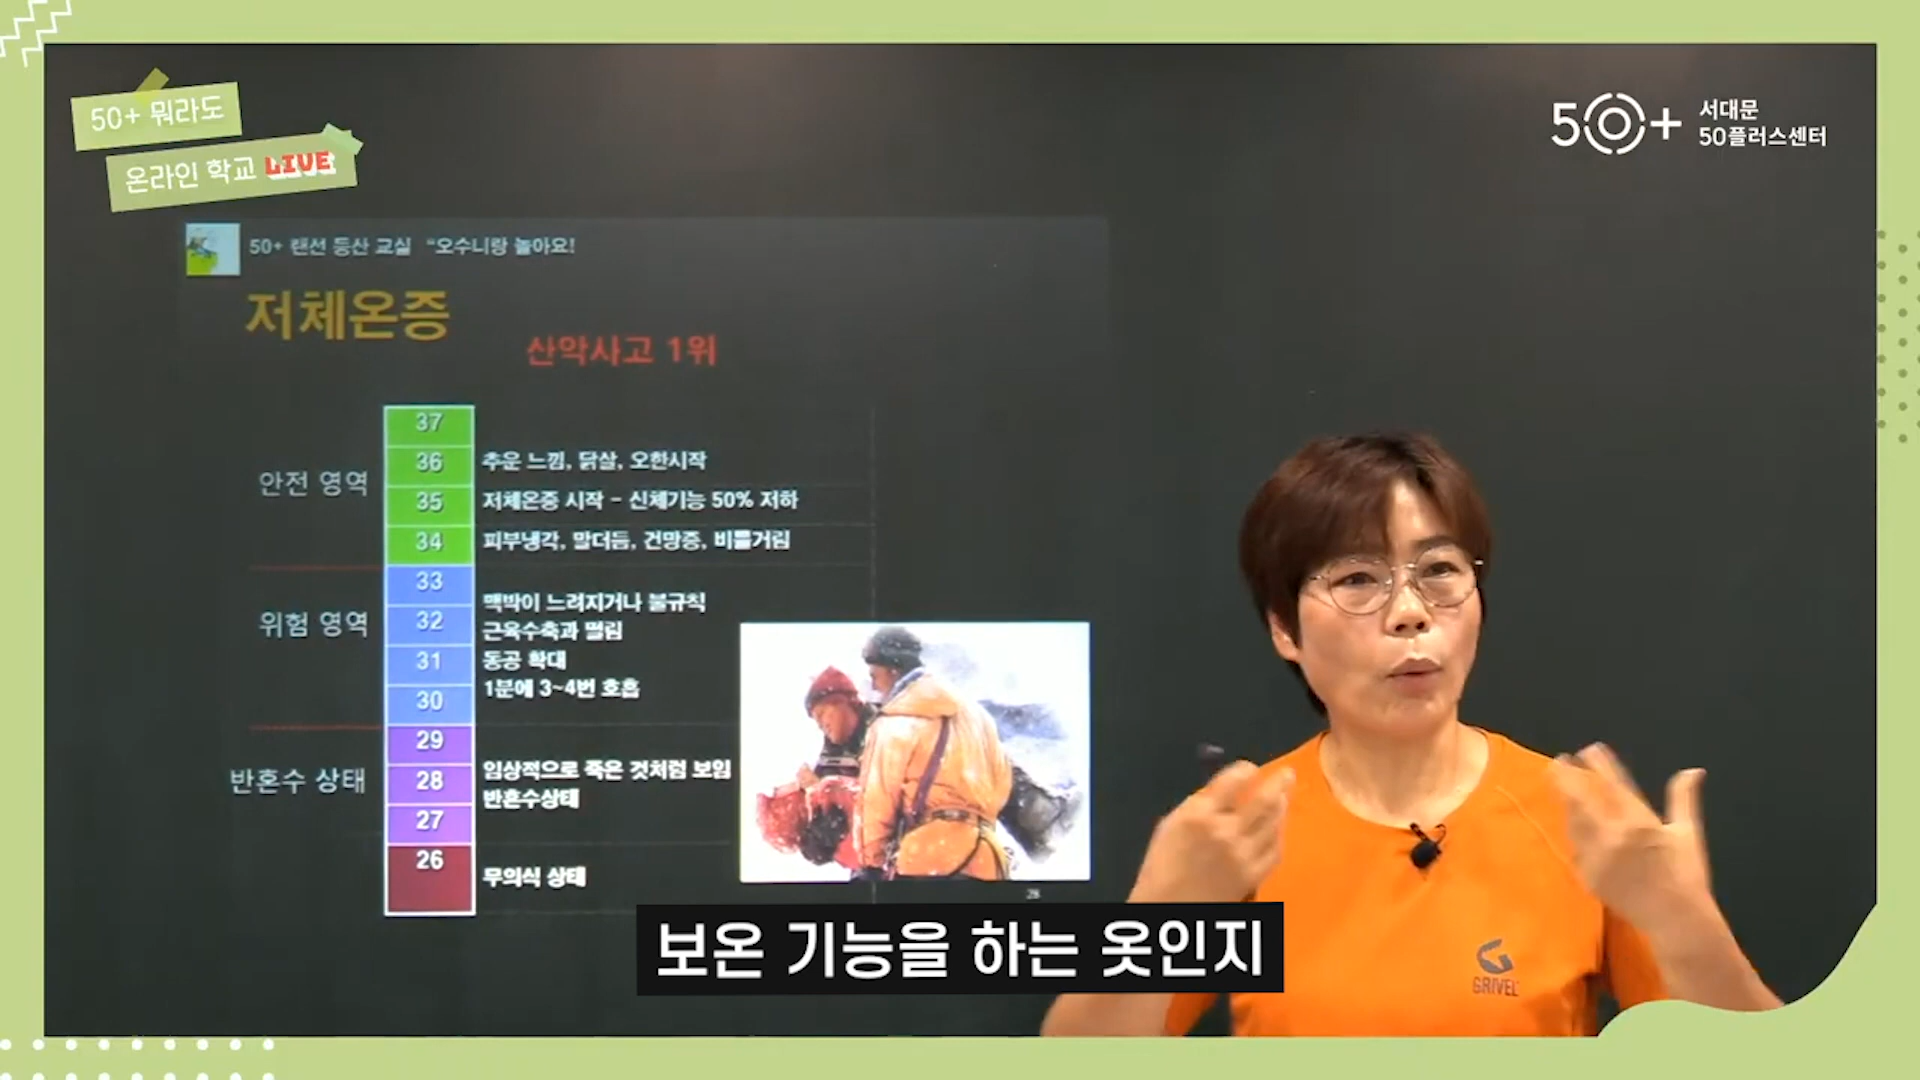 50+ 뭐라도
온라인 학교 LIVE
50+ 서대문
50플러스센터
50+ 랜선 등산 교실 "오수니랑 놀아요!
저체온증
산악사고 1위
37
안전 영역
36 추운 느낌, 닭살, 오한시작
35 저체온증 시작 - 신체기능 50% 저하
34 피부냉각, 말더듬, 건망증, 비틀거림
위험 영역
33
32
31
30
맥박이 느려지거나 불규칙
근육수축과 떨림
동공 확대
1분에 3~4번 호흡
반혼수 상태
29
28
27
임상적으로 죽은 것처럼 보임
반혼수상태
26
무의식 상태
28
보온 기능을 하는 옷인지
GRIVEL